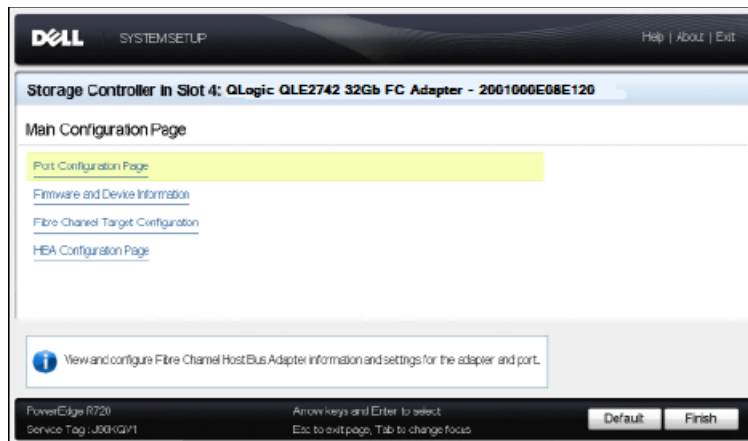 DELL SYSTEM SETUP Help | About | Exit
Storage Controller in Slot 4: QLogic QLE2742 32Gb FC Adapter - 2001000E08E120
Main Configuration Page
Port Configuration Page
Firmware and Device Information
Fibre Channel Target Configuration
HBA Configuration Page
View and configure Fibre Channel Host Bus Adapter information and settings for the adapter and port.
PowerEdge R720 Arrow keys and Enter to select
Service Tag : Esc to exit page, Tab to change focus
Default Finish